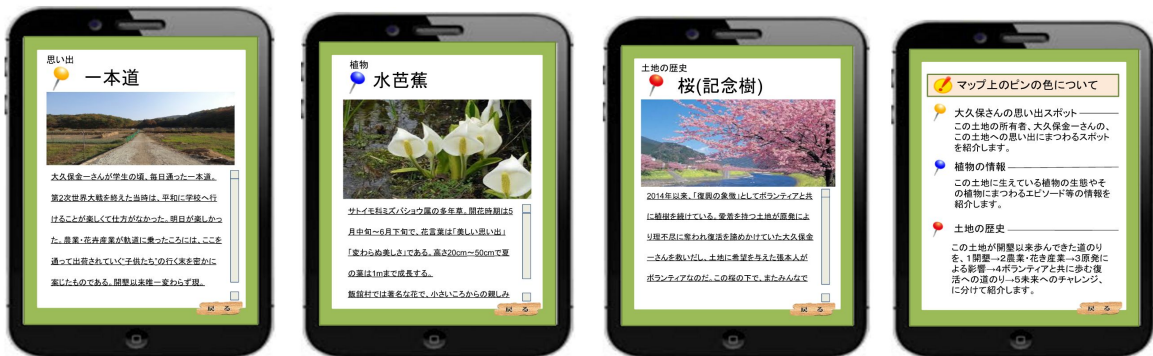 思い出
一本道
大久保金一さんが学生の頃、毎日通った一本道。
第2次世界大戦を終えた当時は、平和に学校へ行
けることが楽しくて仕方がなかった。明日が楽しかっ
た。農業・花卉産業が軌道に乗ったころには、ここを
通って出荷されていく"子供たち"の行く末を密かに
案じたものである。開墾以来唯一変わらず現。
戻 る
植物
水芭蕉
サトイモ科ミズバショウ属の多年草。開花時期は5
月中旬～6月下旬で、花言葉は「美しい思い出」
「変わらぬ美しさ」である。高さ20cm～50cmで夏
の葉は1mまで成長する。
飯舘村では著名な花で、小さいころからの親しみ
戻 る
土地の歴史
桜(記念樹)
2014年以来、「復興の象徴」としてボランティアと共
に植樹を続けている。愛着を持つ土地が原発によ
り理不尽に奪われ復活を諦めかけていた大久保金
一さんを救いだし、土地に希望を与えた張本人が
ボランティアなのだ。この桜の下で、またみんなで
戻 る
マップ上のピンの色について
大久保さんの思い出スポット
この土地の所有者、大久保金一さんの、
この土地への思い出にまつわるスポット
を紹介します。
植物の情報
この土地に生えている植物の生態やそ
の植物にまつわるエピソード等の情報を
紹介します。
土地の歴史
この土地が開墾以来歩んできた道のり
を、1開墾→2農業・花き産業→3原発に
よる影響→4ボランティアと共に歩む復
活への道のり→5未来へのチャレンジ、
に分けて紹介します。
戻 る